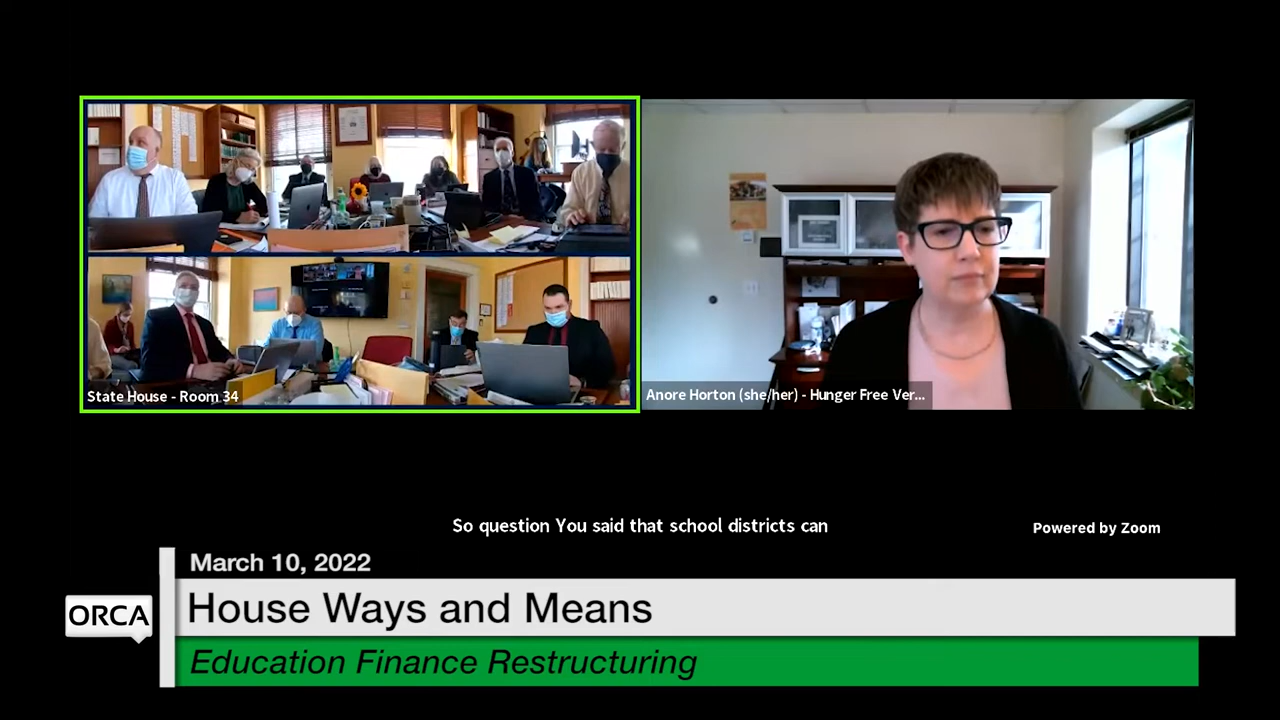 State House - Room 34
Anore Horton (she/her) - Hunger Free Ver...
So question You said that school districts can
Powered by Zoom
March 10, 2022
ORCA
House Ways and Means
Education Finance Restructuring